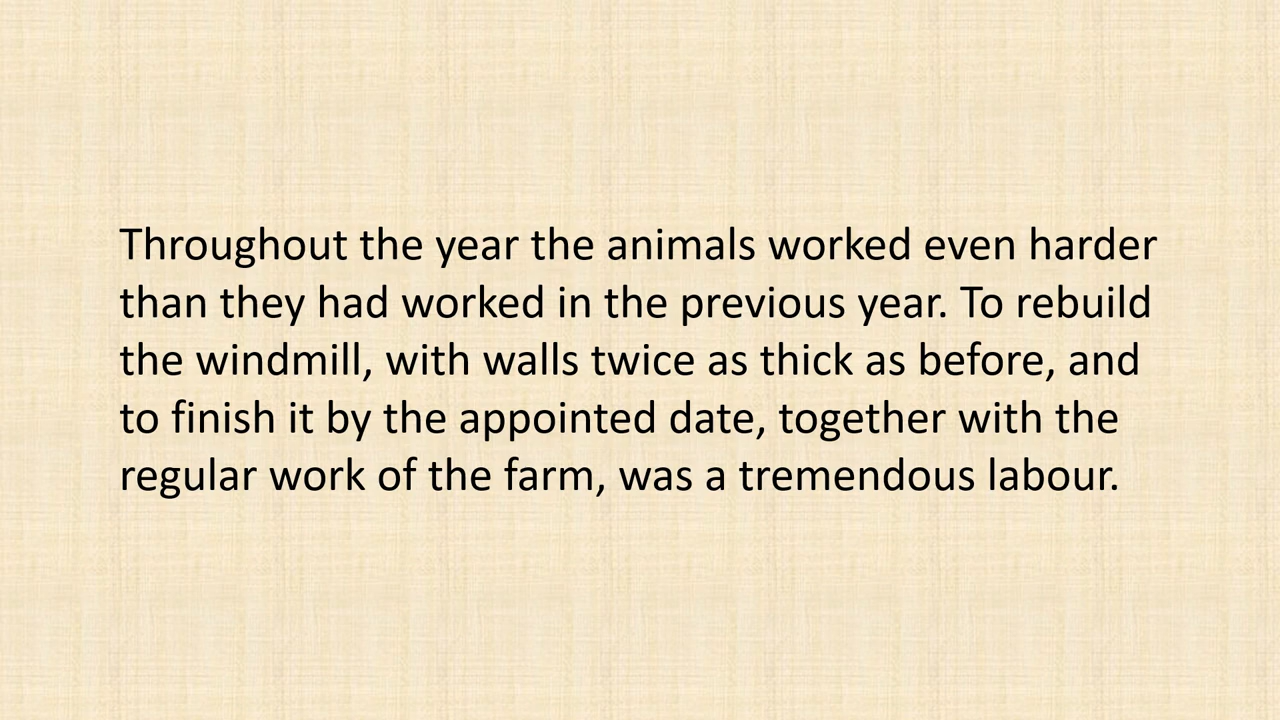 Throughout the year the animals worked even harder
than they had worked in the previous year. To rebuild
the windmill, with walls twice as thick as before, and
to finish it by the appointed date, together with the
regular work of the farm, was a tremendous labour.